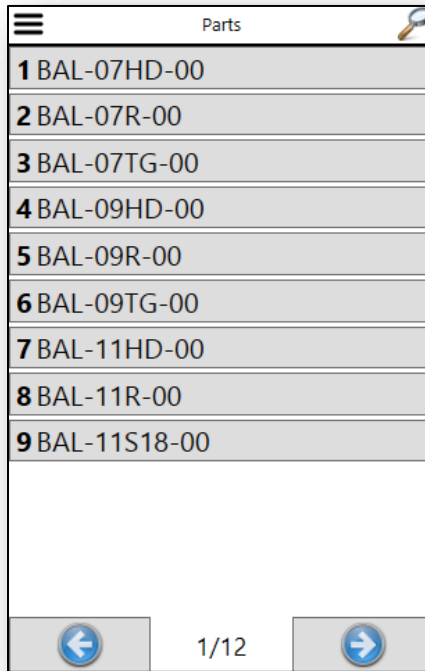 Parts
1 BAL-07HD-00
2 BAL-07R-00
3 BAL-07TG-00
4 BAL-09HD-00
5 BAL-09R-00
6 BAL-09TG-00
7 BAL-11HD-00
8 BAL-11R-00
9 BAL-11S18-00
1/12